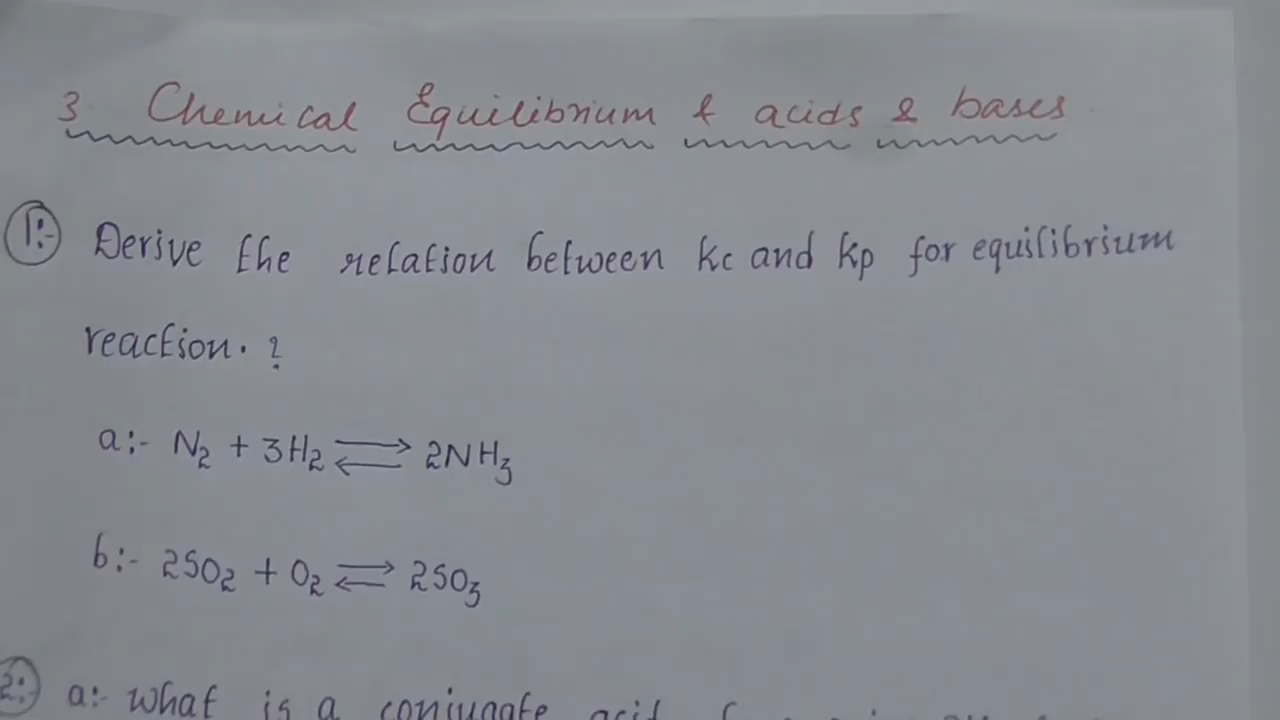 3. Chemical Equilibrium & acids & bases
1:- Derive the relation between kc and kp for equilibrium
reaction. ?
a:- N₂ + 3H₂ ⇌ 2NH₃
b:- 2SO₂ + O₂ ⇌ 2SO₃
2:- a:- what is a conjugate acid